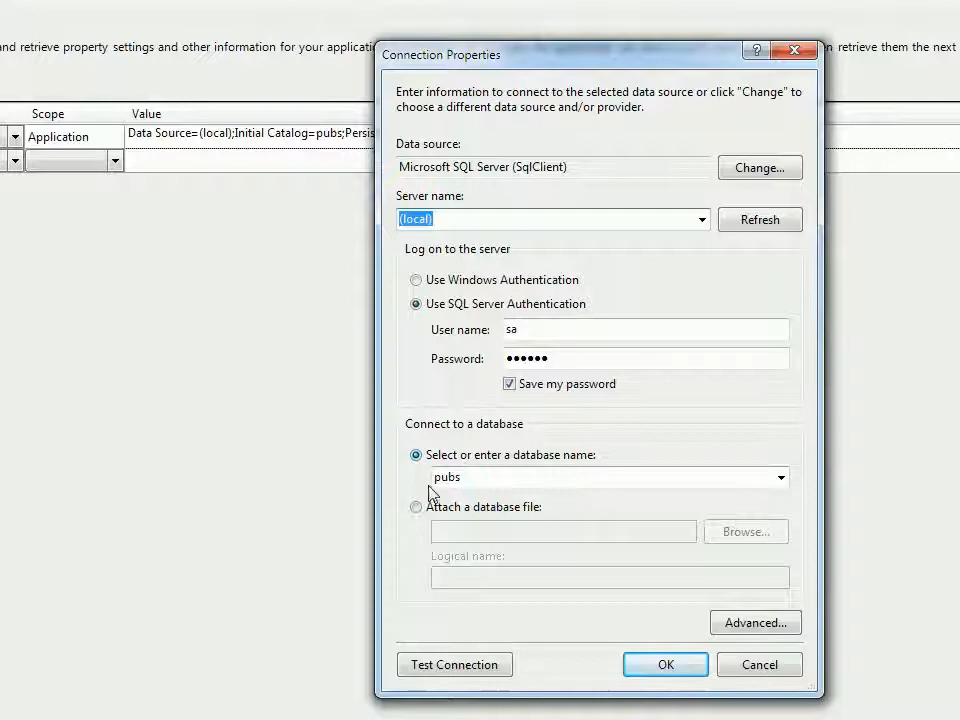 and retrieve property settings and other information for your applicatio
n retrieve them the next
Connection Properties
Enter information to connect to the selected data source or click "Change" to
choose a different data source and/or provider.
Scope Value
Application Data Source=(local);Initial Catalog=pubs;Persis
Data source:
Microsoft SQL Server (SqlClient) Change...
Server name:
(local) Refresh
Log on to the server
Use Windows Authentication
Use SQL Server Authentication
User name: sa
Password: ••••••
Save my password
Connect to a database
Select or enter a database name:
pubs
Attach a database file:
Browse...
Logical name:
Advanced...
Test Connection OK Cancel